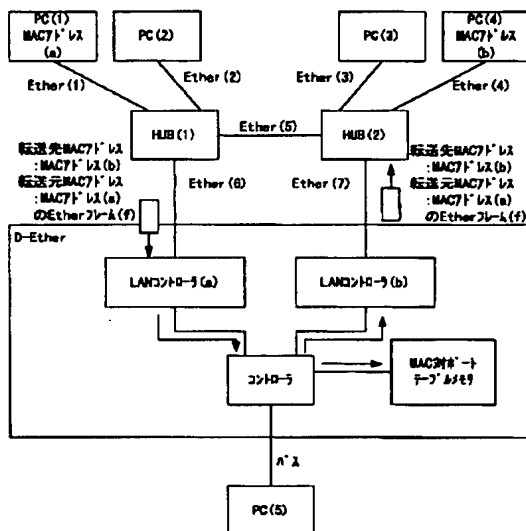 PC(1)
MACアドレス
(a)
PC(2)
PC(3)
PC(4)
MACアドレス
(b)
Ether(1)
Ether(2)
Ether(3)
Ether(4)
HUB(1)
Ether(5)
HUB(2)
転送先MACアドレス
:MACアドレス(b)
転送元MACアドレス
:MACアドレス(a)
のEtherフレーム(f)
Ether(6)
Ether(7)
転送先MACアドレス
:MACアドレス(b)
転送元MACアドレス
:MACアドレス(a)
のEtherフレーム(f)
D-Ether
LANコントローラ(a)
LANコントローラ(b)
コントローラ
MAC対ポート
テーブルメモリ
バス
PC(5)